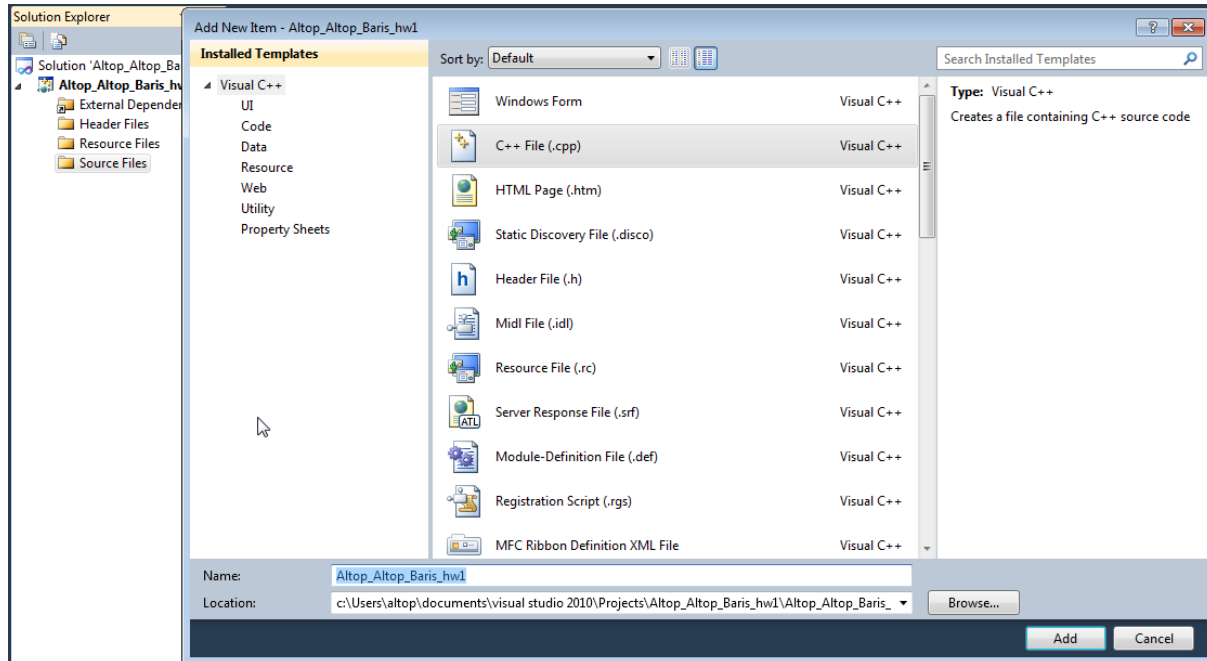 Solution Explorer
Solution 'Altop_Altop_Ba
Altop_Altop_Baris_hw
External Depender
Header Files
Resource Files
Source Files
Add New Item - Altop_Altop_Baris_hw1
Installed Templates
Visual C++
UI
Code
Data
Resource
Web
Utility
Property Sheets
Sort by: Default
Windows Form Visual C++
C++ File (.cpp) Visual C++
HTML Page (.htm) Visual C++
Static Discovery File (.disco) Visual C++
Header File (.h) Visual C++
Midl File (.idl) Visual C++
Resource File (.rc) Visual C++
ATL
Server Response File (.srf) Visual C++
Module-Definition File (.def) Visual C++
Registration Script (.rgs) Visual C++
MFC Ribbon Definition XML File Visual C++
Search Installed Templates
Type: Visual C++
Creates a file containing C++ source code
Name: Altop_Altop_Baris_hw1
Location: c:\Users\altop\documents\visual studio 2010\Projects\Altop_Altop_Baris_hw1\Altop_Altop_Baris_
Browse...
Add Cancel